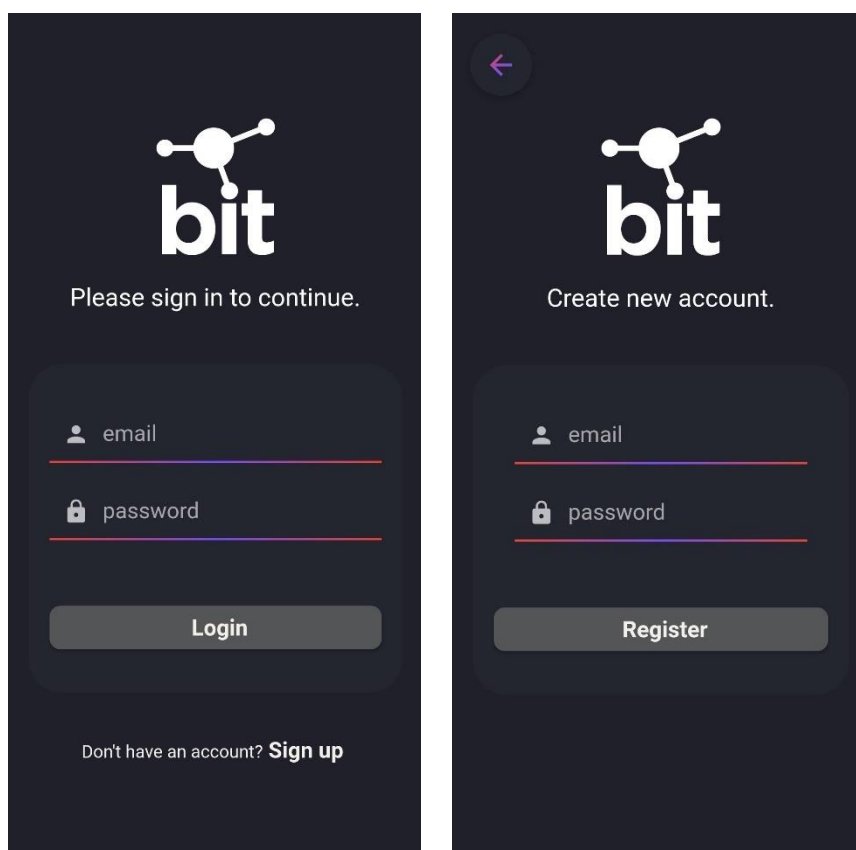 bit
Please sign in to continue.
email
password
Login
Don't have an account? Sign up
bit
Create new account.
email
password
Register